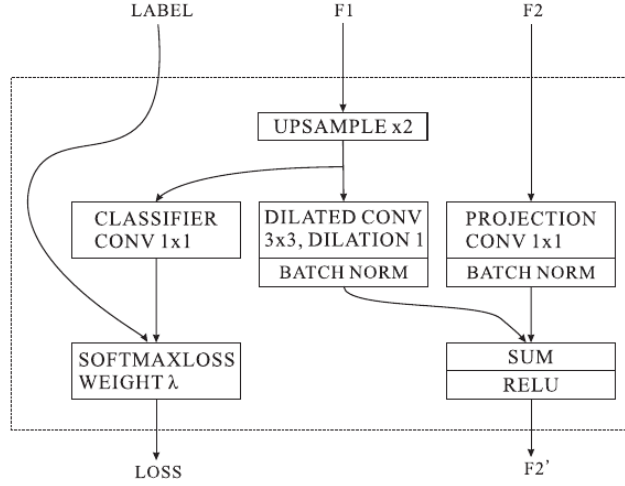 LABEL
F1
F2
UPSAMPLE x2
CLASSIFIER
CONV 1x1
DILATED CONV
3x3, DILATION 1
BATCH NORM
PROJECTION
CONV 1x1
BATCH NORM
SOFTMAXLOSS
WEIGHT λ
SUM
RELU
LOSS
F2'